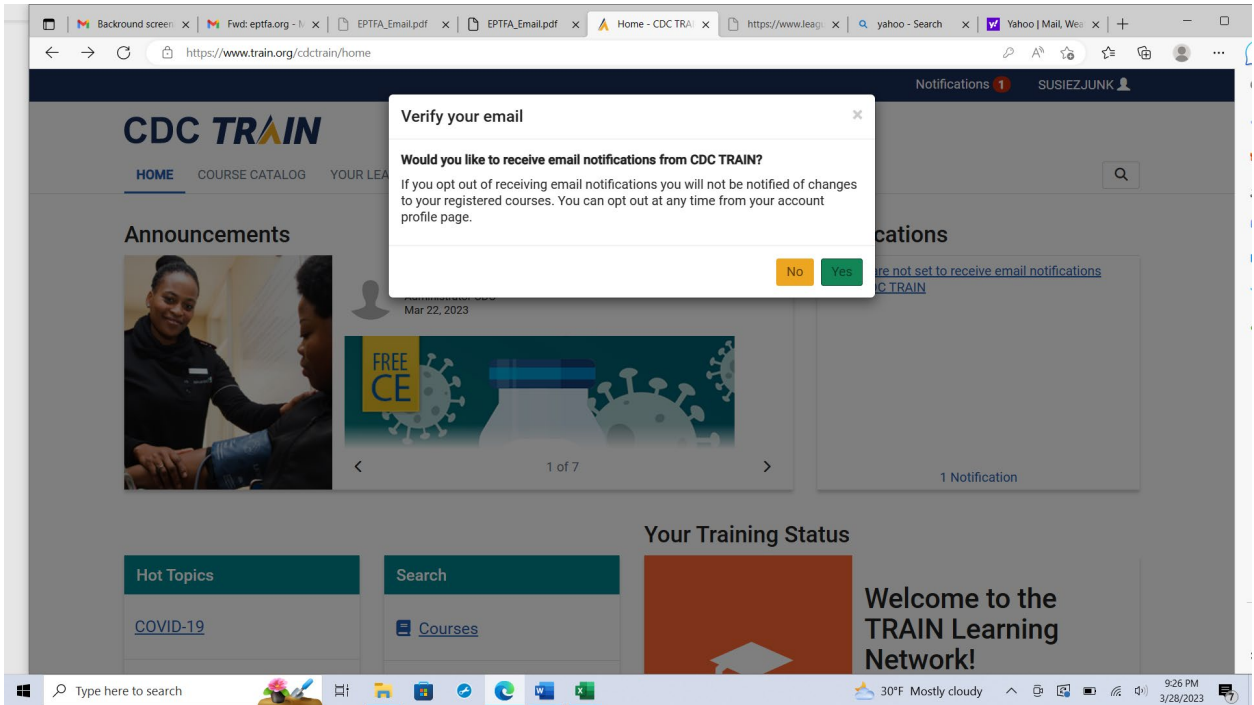 Backround screen
Fwd: eptfa.org - N
EPTFA_Email.pdf
EPTFA_Email.pdf
Home - CDC TRAI
https://www.leag
yahoo - Search
Yahoo | Mail, Wea
https://www.train.org/cdctrain/home
Notifications 1 SUSIEZJUNK
CDC TRAIN
HOME COURSE CATALOG YOUR LEA
Verify your email
Would you like to receive email notifications from CDC TRAIN?
If you opt out of receiving email notifications you will not be notified of changes
to your registered courses. You can opt out at any time from your account
profile page.
No Yes
Announcements
Administrator CDC
Mar 22, 2023
FREE
CE
1 of 7
cations
are not set to receive email notifications
DC TRAIN
1 Notification
Your Training Status
Hot Topics
COVID-19
Search
Courses
Welcome to the
TRAIN Learning
Network!
Type here to search
30°F Mostly cloudy
9:26 PM
3/28/2023
7